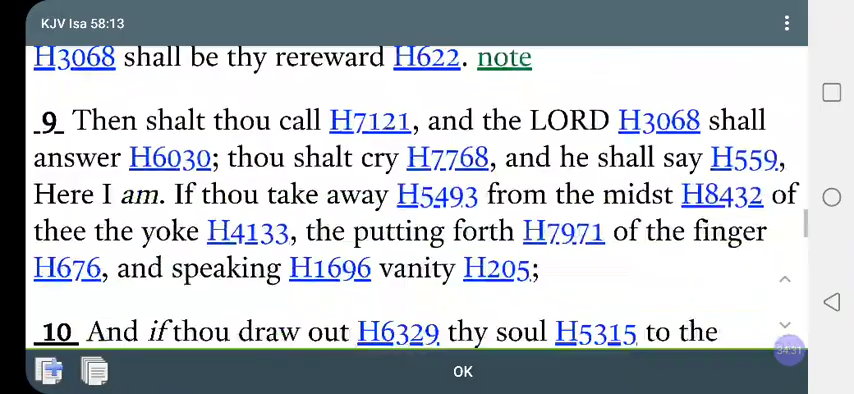 KJV Isa 58:13
H3068 shall be thy rereward H622. note
9 Then shalt thou call H7121, and the LORD H3068 shall
answer H6030; thou shalt cry H7768, and he shall say H559,
Here I am. If thou take away H5493 from the midst H8432 of
thee the yoke H4133, the putting forth H7971 of the finger
H676, and speaking H1696 vanity H205;
10 And if thou draw out H6329 thy soul H5315 to the
34:31
OK